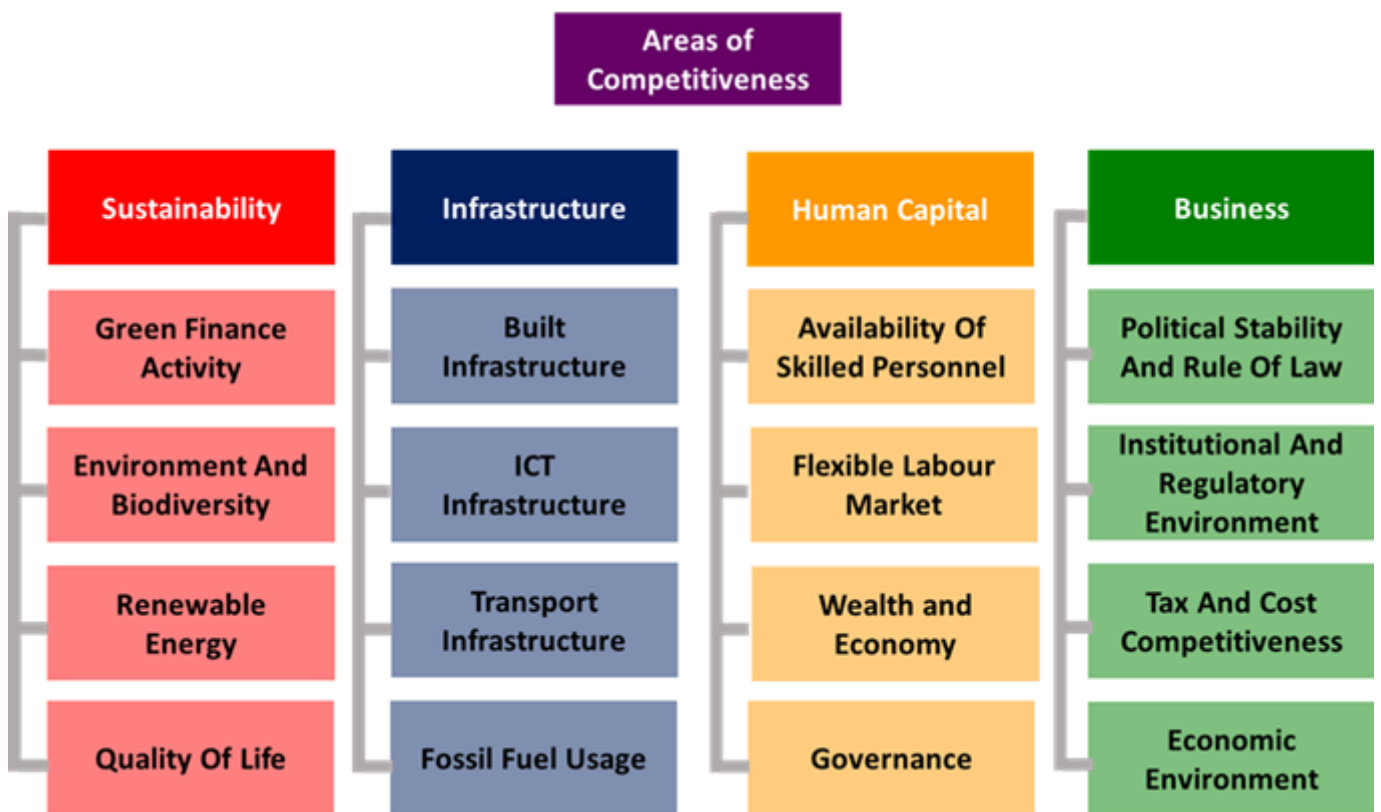 Areas of
Competitiveness
Sustainability
Green Finance
Activity
Environment And
Biodiversity
Renewable
Energy
Quality Of Life
Infrastructure
Built
Infrastructure
ICT
Infrastructure
Transport
Infrastructure
Fossil Fuel Usage
Human Capital
Availability Of
Skilled Personnel
Flexible Labour
Market
Wealth and
Economy
Governance
Business
Political Stability
And Rule Of Law
Institutional And
Regulatory
Environment
Tax And Cost
Competitiveness
Economic
Environment